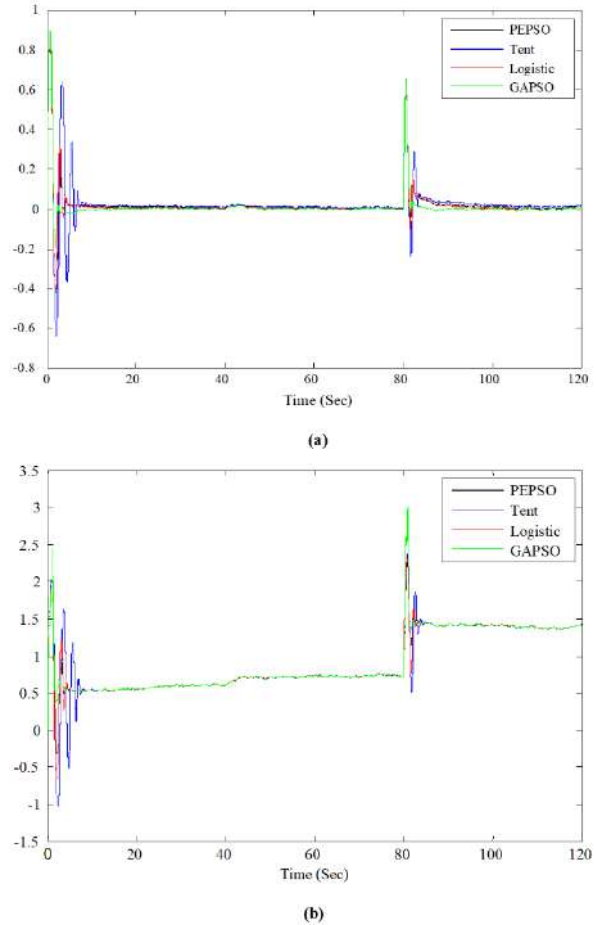 1
0.8
0.6
0.4
0.2
0
-0.2
-0.4
-0.6
-0.8
PEPSO
Tent
Logistic
GAPSO
0 20 40 60 80 100 120
Time (Sec)
(a)
3.5
3
2.5
2
1.5
1
0.5
0
-0.5
-1
-1.5
PEPSO
Tent
Logistic
GAPSO
0 20 40 60 80 100 120
Time (Sec)
(b)